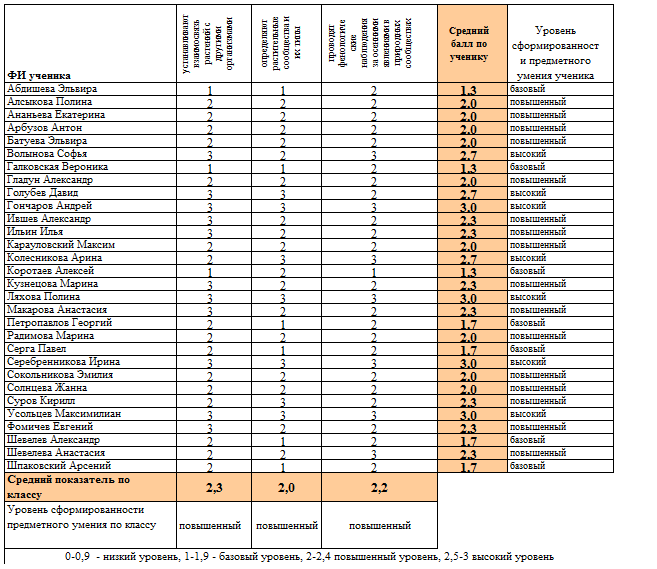 ФИ ученика
устанавливают
взаимосвязь
растений с
другими
организмами
определяют
растительные
сообщества и
их типы
проводят
фенологиче
ские
наблюдения
за осенними
явлениями в
природных
сообществах
Средний
балл по
ученику
Уровень
сформированност
и предметного
умения ученика
Абдишева Эльвира 1 1 2 1,3 базовый
Алсыкова Полина 2 2 2 2,0 повышенный
Ананьева Екатерина 2 2 2 2,0 повышенный
Арбузов Антон 2 2 2 2,0 повышенный
Батуева Эльвира 2 2 2 2,0 повышенный
Волынова Софья 3 2 3 2,7 высокий
Галковская Вероника 1 1 2 1,3 базовый
Гладун Александр 2 2 2 2,0 повышенный
Голубев Давид 3 3 2 2,7 высокий
Гончаров Андрей 3 3 3 3,0 высокий
Ившев Александр 3 2 2 2,3 повышенный
Ильин Илья 3 2 2 2,3 повышенный
Карауловский Максим 2 2 2 2,0 повышенный
Колесникова Арина 2 3 3 2,7 высокий
Коротаев Алексей 1 2 1 1,3 базовый
Кузнецова Марина 3 2 2 2,3 повышенный
Ляхова Полина 3 3 3 3,0 высокий
Макарова Анастасия 3 2 2 2,3 повышенный
Петропавлов Георгий 2 1 2 1,7 базовый
Радимова Марина 2 2 2 2,0 повышенный
Серга Павел 2 1 2 1,7 базовый
Серебренникова Ирина 3 3 3 3,0 высокий
Сокольникова Эмилия 2 2 2 2,0 повышенный
Солнцева Жанна 2 2 2 2,0 повышенный
Суров Кирилл 2 3 2 2,3 повышенный
Усольцев Максимилиан 3 3 3 3,0 высокий
Фомичев Евгений 3 2 2 2,3 повышенный
Шевелев Александр 2 1 2 1,7 базовый
Шевелева Анастасия 2 2 3 2,3 повышенный
Шпаковский Арсений 2 1 2 1,7 базовый
Средний показатель по
классу 2,3 2,0 2,2
Уровень сформированности
предметного умения по классу повышенный повышенный повышенный
0-0,9 - низкий уровень, 1-1,9 - базовый уровень, 2-2,4 повышенный уровень, 2,5-3 высокий уровень